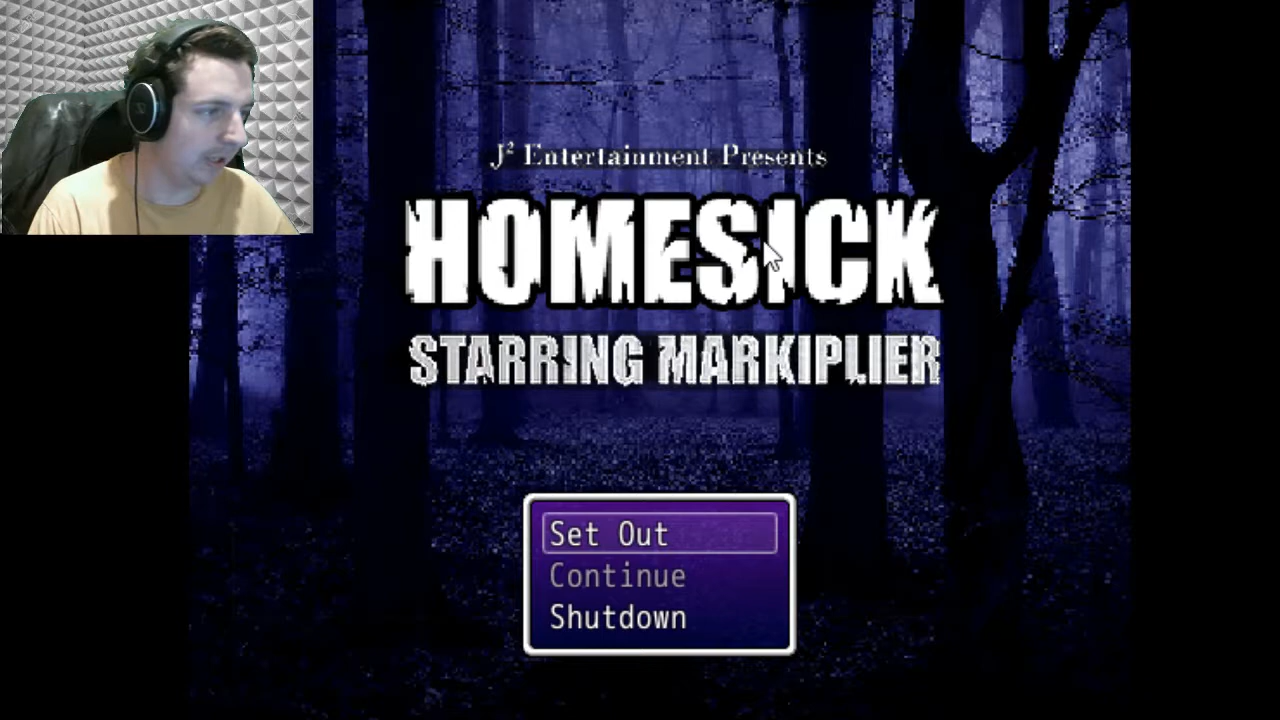 J² Entertainment Presents
HOMESICK
STARRING MARKIPLIER
Set Out
Continue
Shutdown